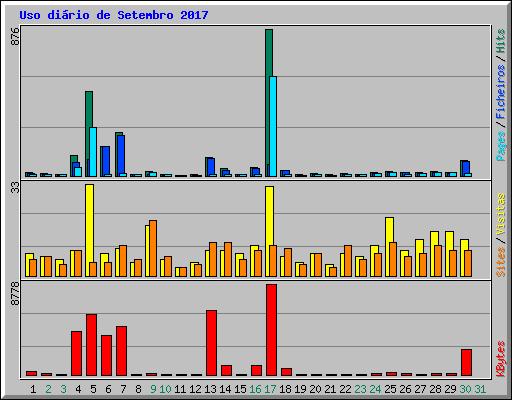 Uso diário de Setembro 2017
876
Pages / Ficheiros / Hits
33
Sites / Visitas
8778
KBytes
1 2 3 4 5 6 7 8 9 10 11 12 13 14 15 16 17 18 19 20 21 22 23 24 25 26 27 28 29 30 31